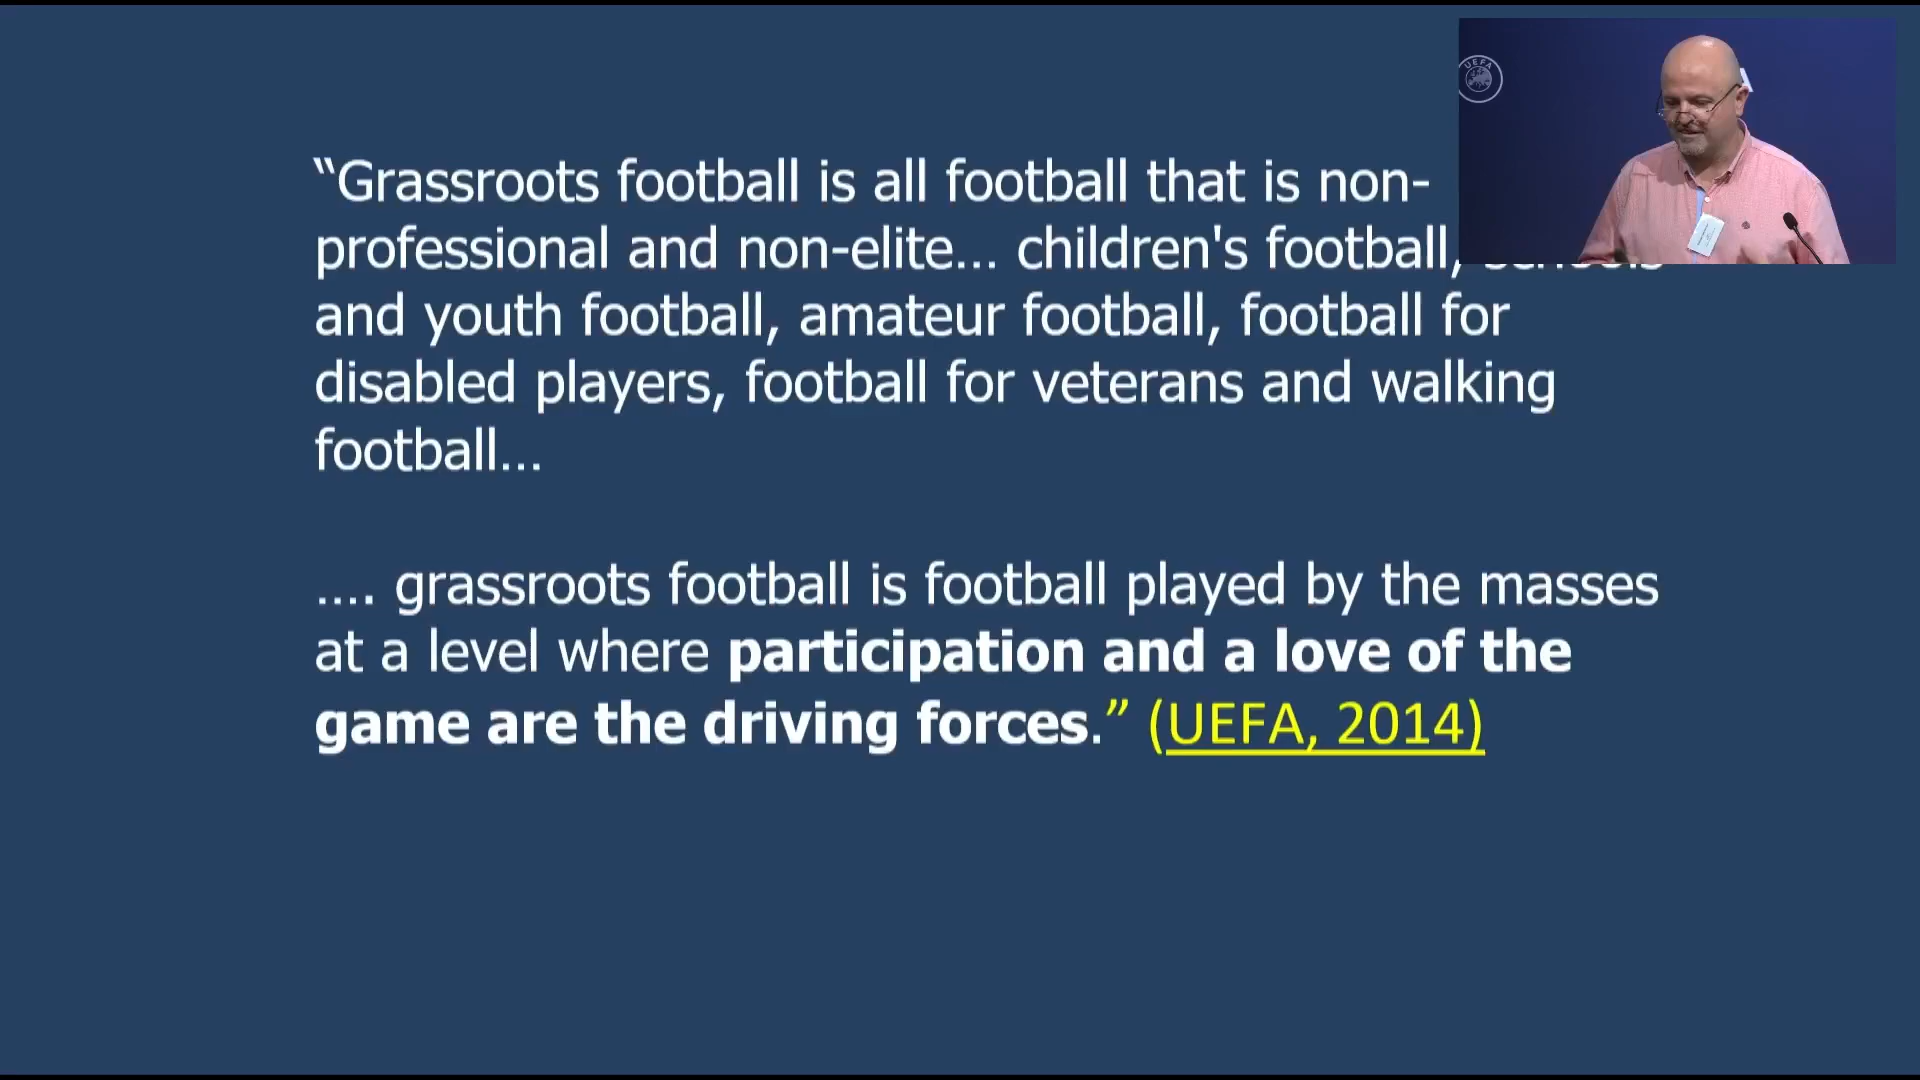 “Grassroots football is all football that is non-
professional and non-elite... children's football,
and youth football, amateur football, football for
disabled players, football for veterans and walking
football...
.... grassroots football is football played by the masses
at a level where participation and a love of the
game are the driving forces.” (UEFA, 2014)
UEFA